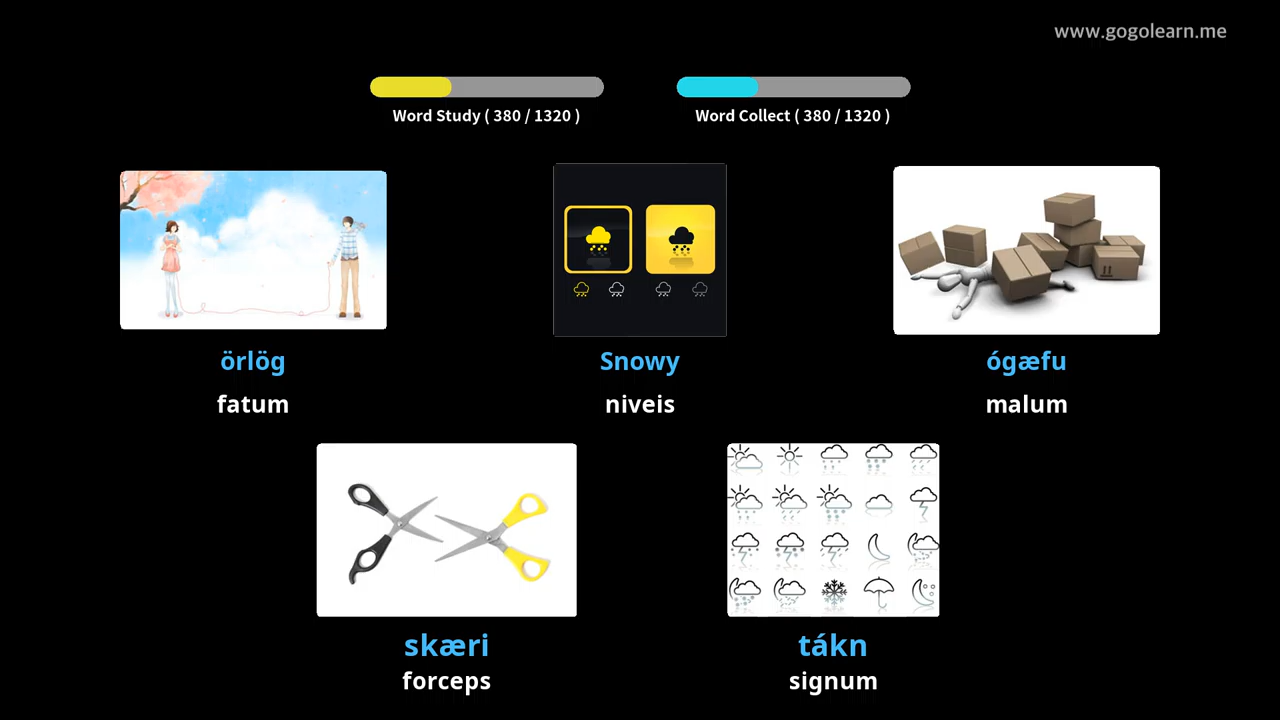 www.gogolearn.me
Word Study ( 380 / 1320 )
Word Collect ( 380 / 1320 )
örlög
Snowy
ógæfu
fatum
niveis
malum
skæri
tákn
forceps
signum